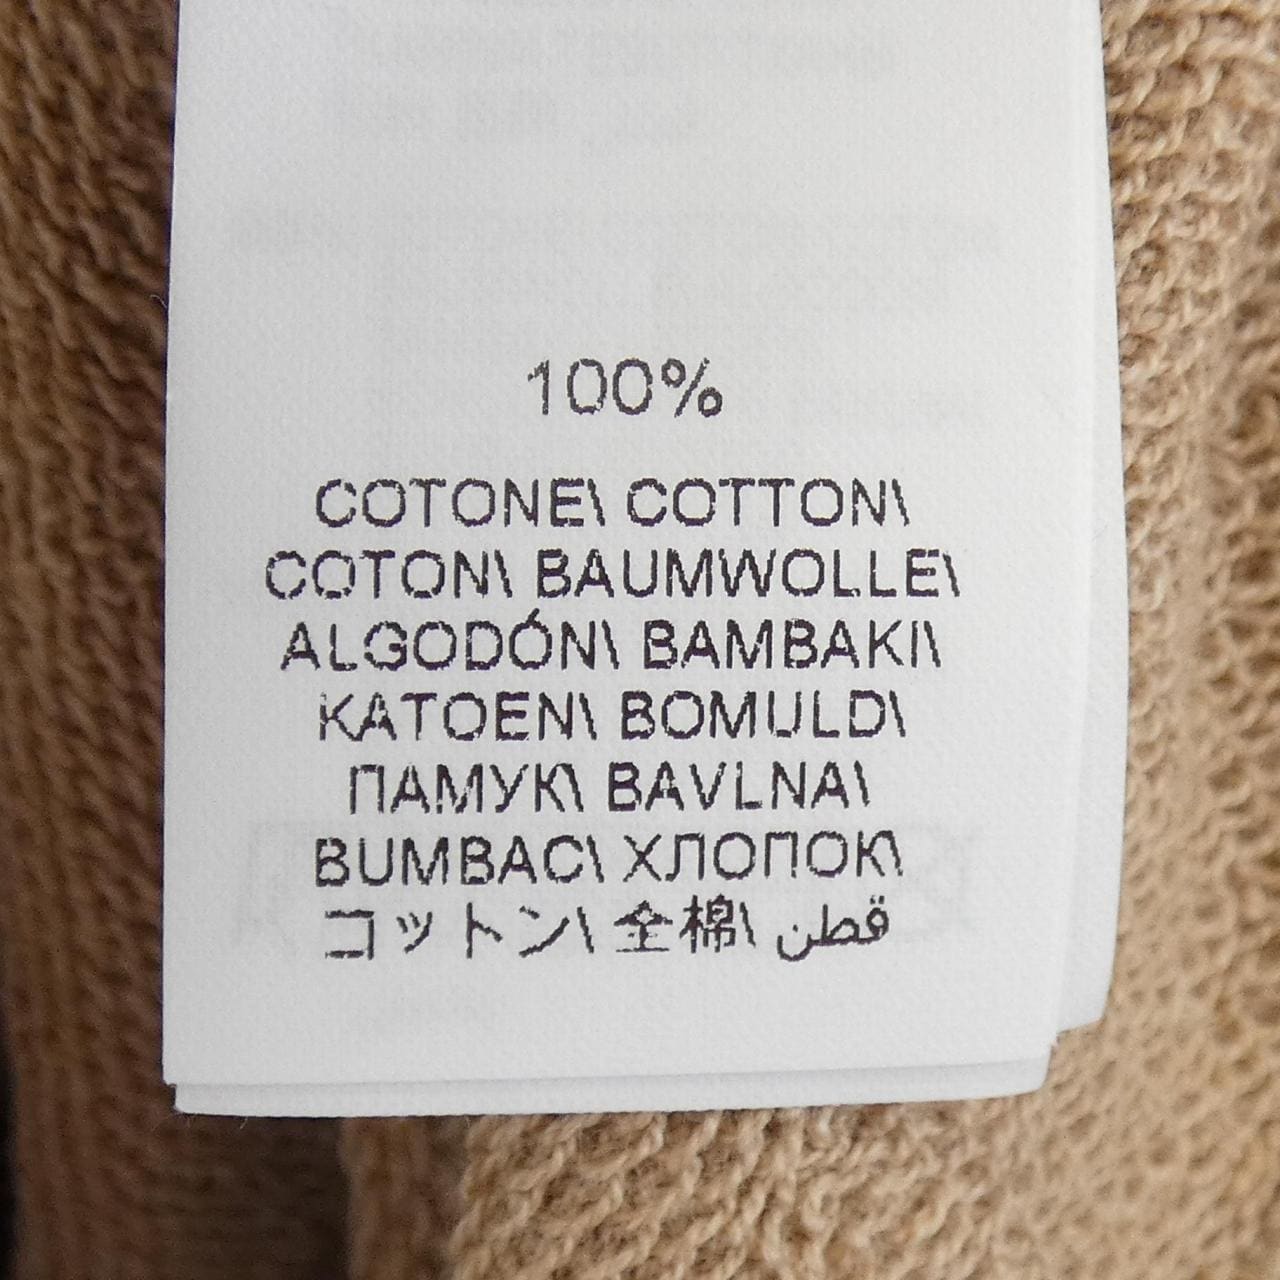 100%
COTONE\ COTTON\
COTON\ BAUMWOLLE\
ALGODÓN\ BAMBAKI\
KATOEN\ BOMULD\
ПАМУК\ BAVLNA\
BUMBAC\ ХЛОПОК\
コットン\ 全棉\ قطن